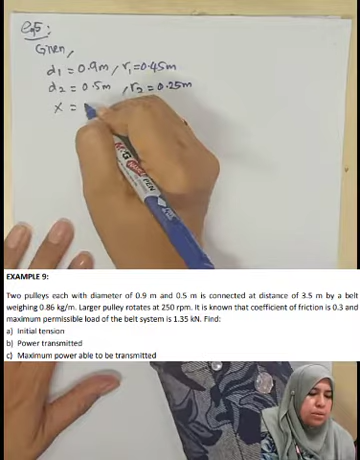 eg5:
Given,
d1 = 0.9m / r1 = 0.45m
d2 = 0.5m / r2 = 0.25m
x =
EXAMPLE 9:
Two pulleys each with diameter of 0.9 m and 0.5 m is connected at distance of 3.5 m by a belt
weighing 0.86 kg/m. Larger pulley rotates at 250 rpm. It is known that coefficient of friction is 0.3 and
maximum permissible load of the belt system is 1.35 kN. Find:
a) Initial tension
b) Power transmitted
c) Maximum power able to be transmitted